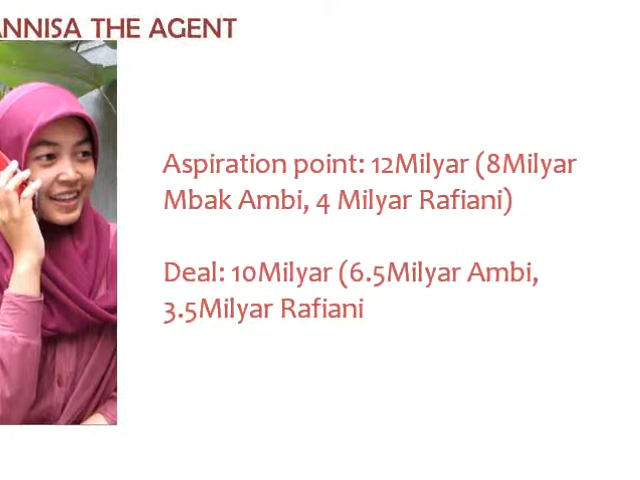 ANNISA THE AGENT
Aspiration point: 12Milyar (8Milyar
Mbak Ambi, 4 Milyar Rafiani)
Deal: 10Milyar (6.5Milyar Ambi,
3.5Milyar Rafiani